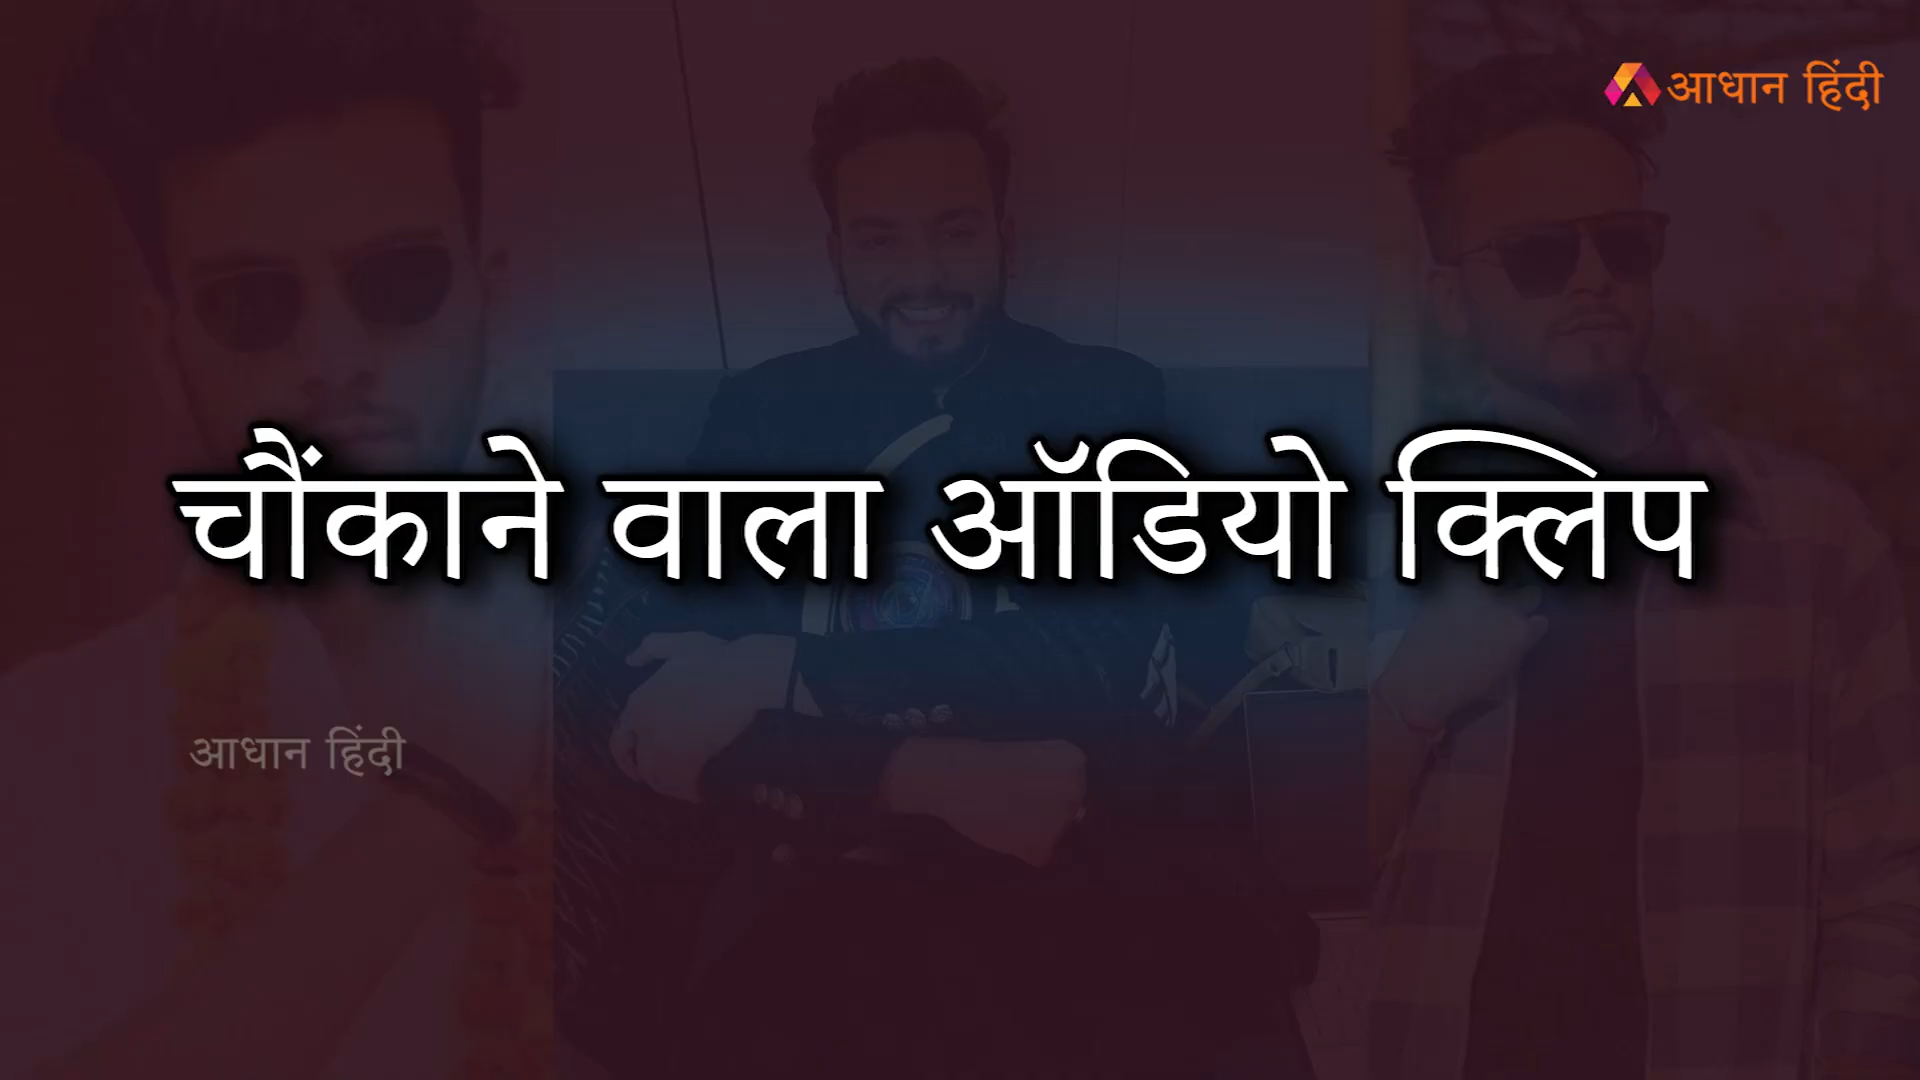 आधान हिंदी
चौंकाने वाला ऑडियो क्लिप
आधान हिंदी